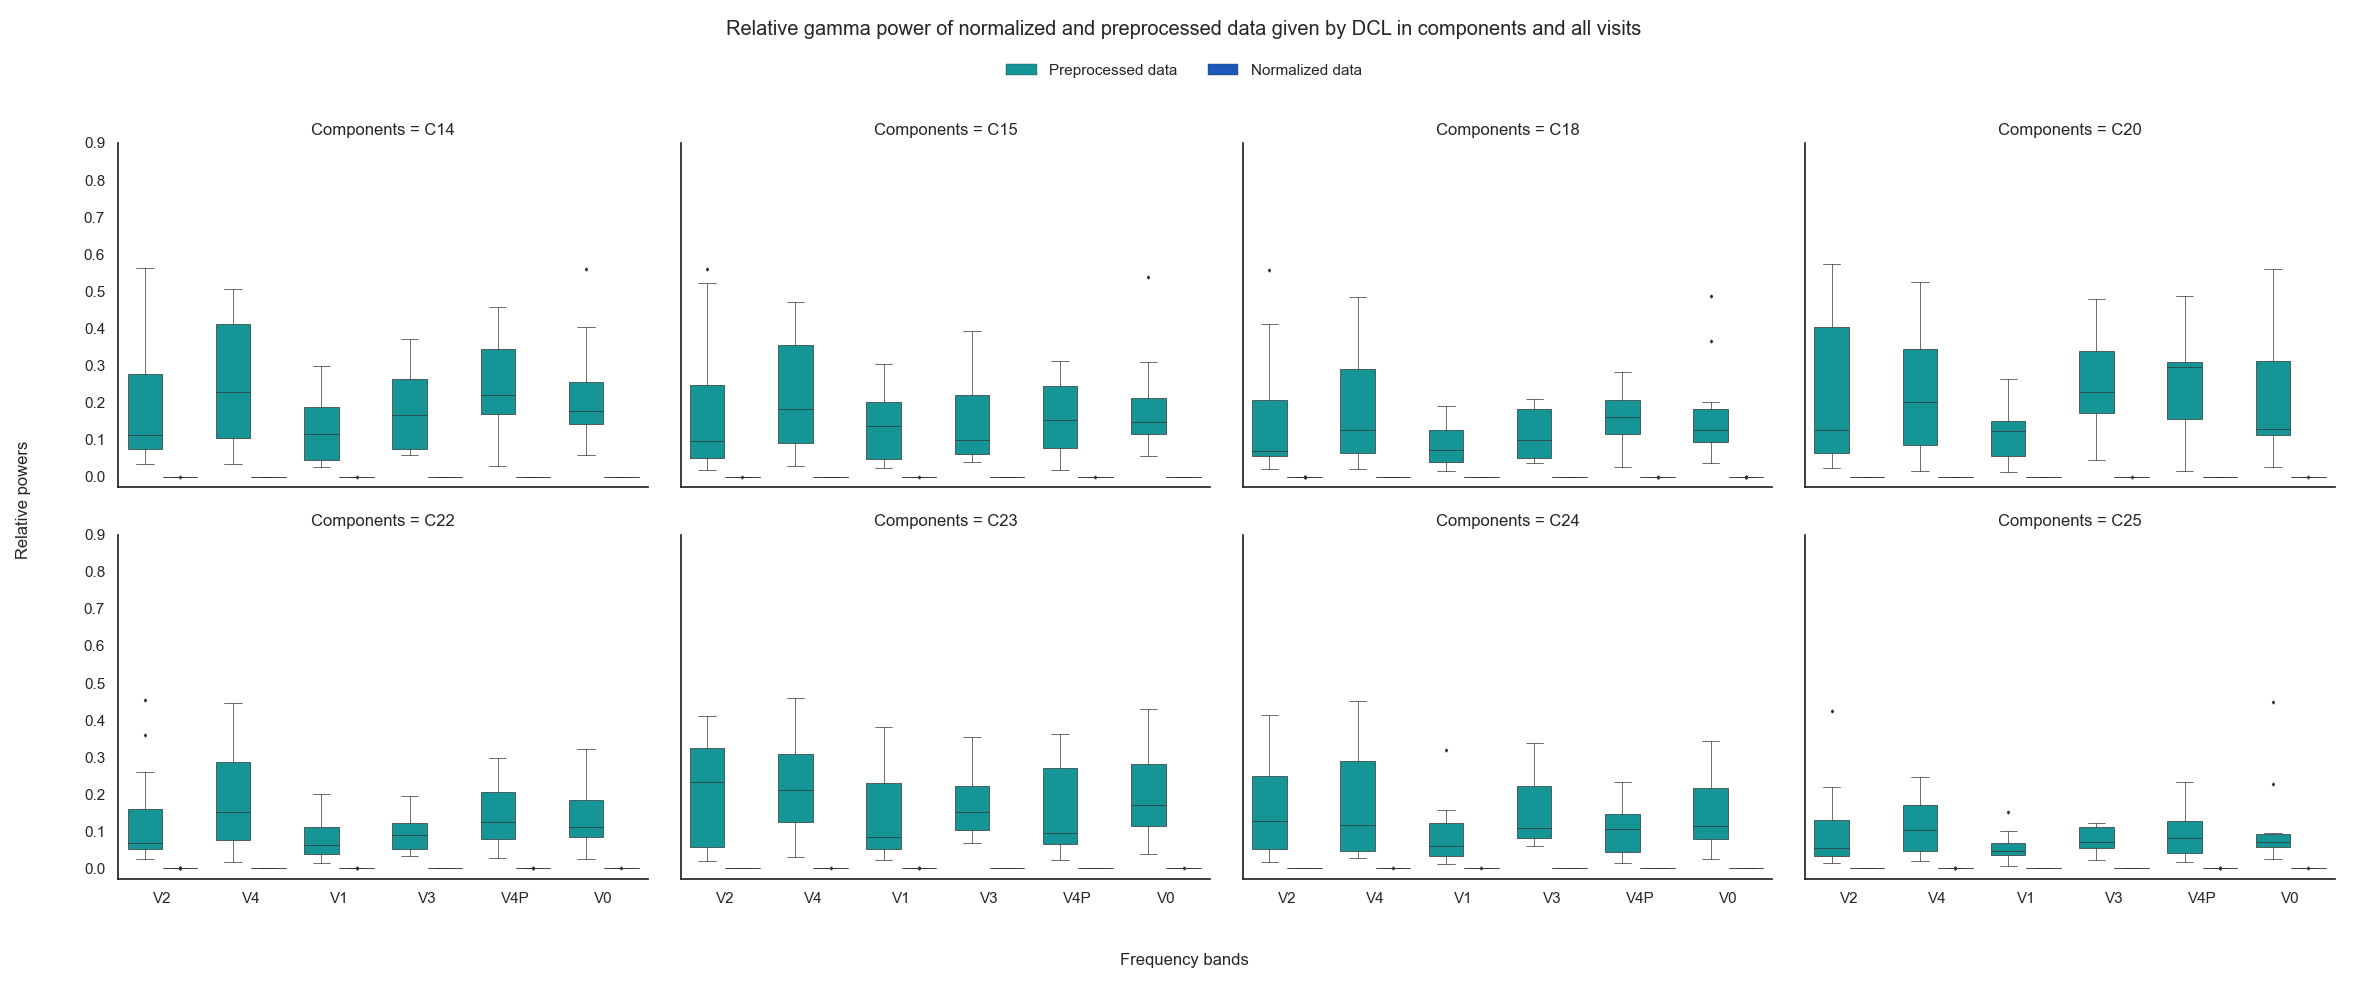 Relative gamma power of normalized and preprocessed data given by DCL in components and all visits
Preprocessed data Normalized data
Components = C14 Components = C15 Components = C18 Components = C20
0.9
0.8
0.7
0.6
0.5
0.4
0.3
0.2
0.1
0.0
Relative powers
Components = C22 Components = C23 Components = C24 Components = C25
0.9
0.8
0.7
0.6
0.5
0.4
0.3
0.2
0.1
0.0
V2 V4 V1 V3 V4P V0 V2 V4 V1 V3 V4P V0 V2 V4 V1 V3 V4P V0 V2 V4 V1 V3 V4P V0
Frequency bands